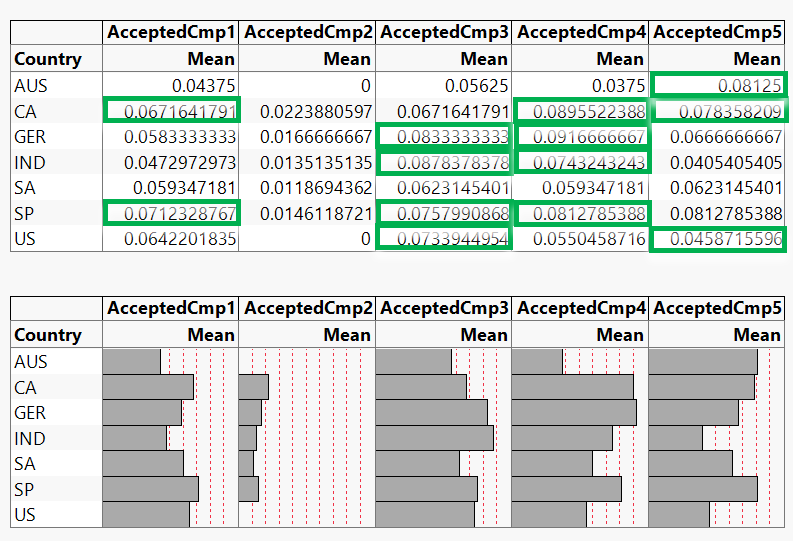 AcceptedCmp1 AcceptedCmp2 AcceptedCmp3 AcceptedCmp4 AcceptedCmp5
Country Mean Mean Mean Mean Mean
AUS 0.04375 0 0.05625 0.0375 0.08125
CA 0.0671641791 0.0223880597 0.0671641791 0.0895522388 0.078358209
GER 0.0583333333 0.0166666667 0.0833333333 0.0916666667 0.0666666667
IND 0.0472972973 0.0135135135 0.0878378378 0.0743243243 0.0405405405
SA 0.059347181 0.0118694362 0.0623145401 0.059347181 0.0623145401
SP 0.0712328767 0.0146118721 0.0757990868 0.0812785388 0.0812785388
US 0.0642201835 0 0.0733944954 0.0550458716 0.0458715596
AcceptedCmp1 AcceptedCmp2 AcceptedCmp3 AcceptedCmp4 AcceptedCmp5
Country Mean Mean Mean Mean Mean
AUS
CA
GER
IND
SA
SP
US